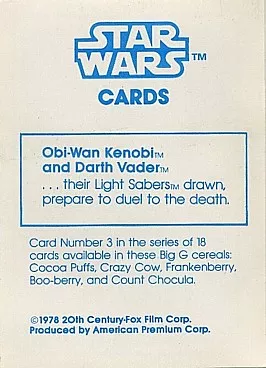 STAR
WARS™
CARDS
Obi-Wan Kenobi™
and Darth Vader™
. . . their Light Sabers™ drawn,
prepare to duel to the death.
Card Number 3 in the series of 18
cards available in these Big G cereals:
Cocoa Puffs, Crazy Cow, Frankenberry,
Boo-berry, and Count Chocula.
©1978 20th Century-Fox Film Corp.
Produced by American Premium Corp.